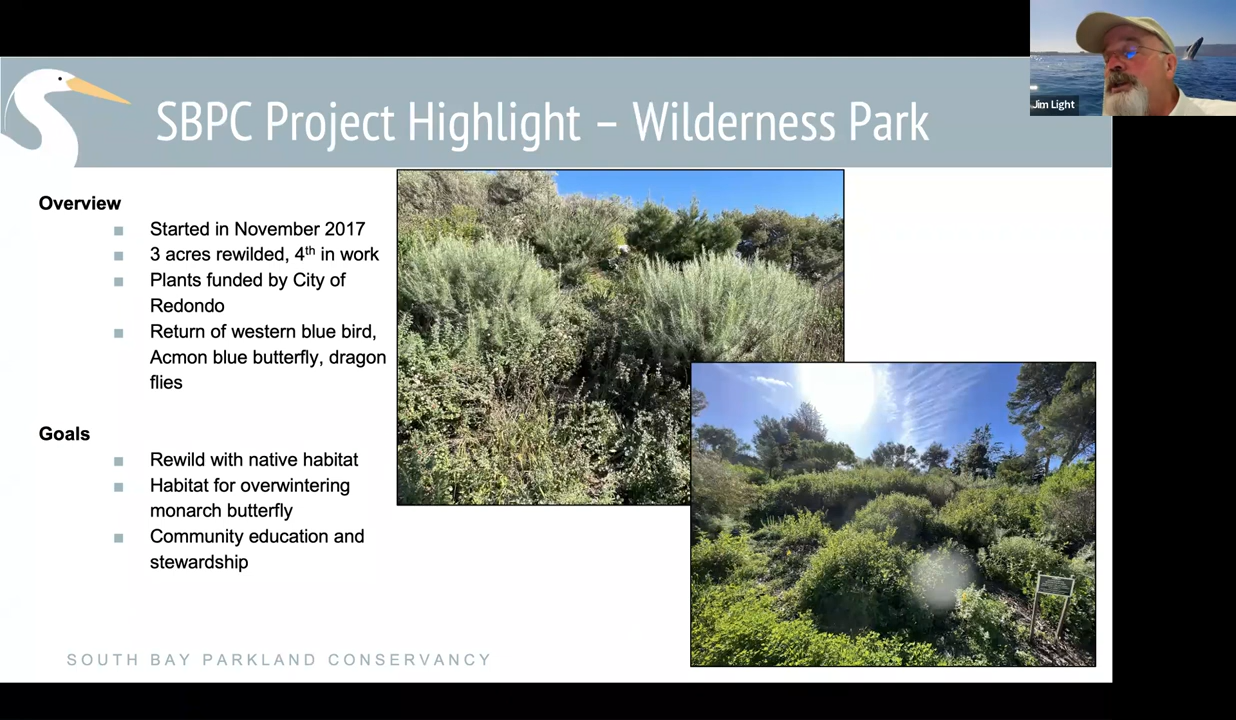 SBPC Project Highlight – Wilderness Park
Jim Light
Overview
■ Started in November 2017
■ 3 acres rewilded, 4th in work
■ Plants funded by City of
Redondo
■ Return of western blue bird,
Acmon blue butterfly, dragon
flies
Goals
■ Rewild with native habitat
■ Habitat for overwintering
monarch butterfly
■ Community education and
stewardship
SOUTH BAY PARKLAND CONSERVANCY